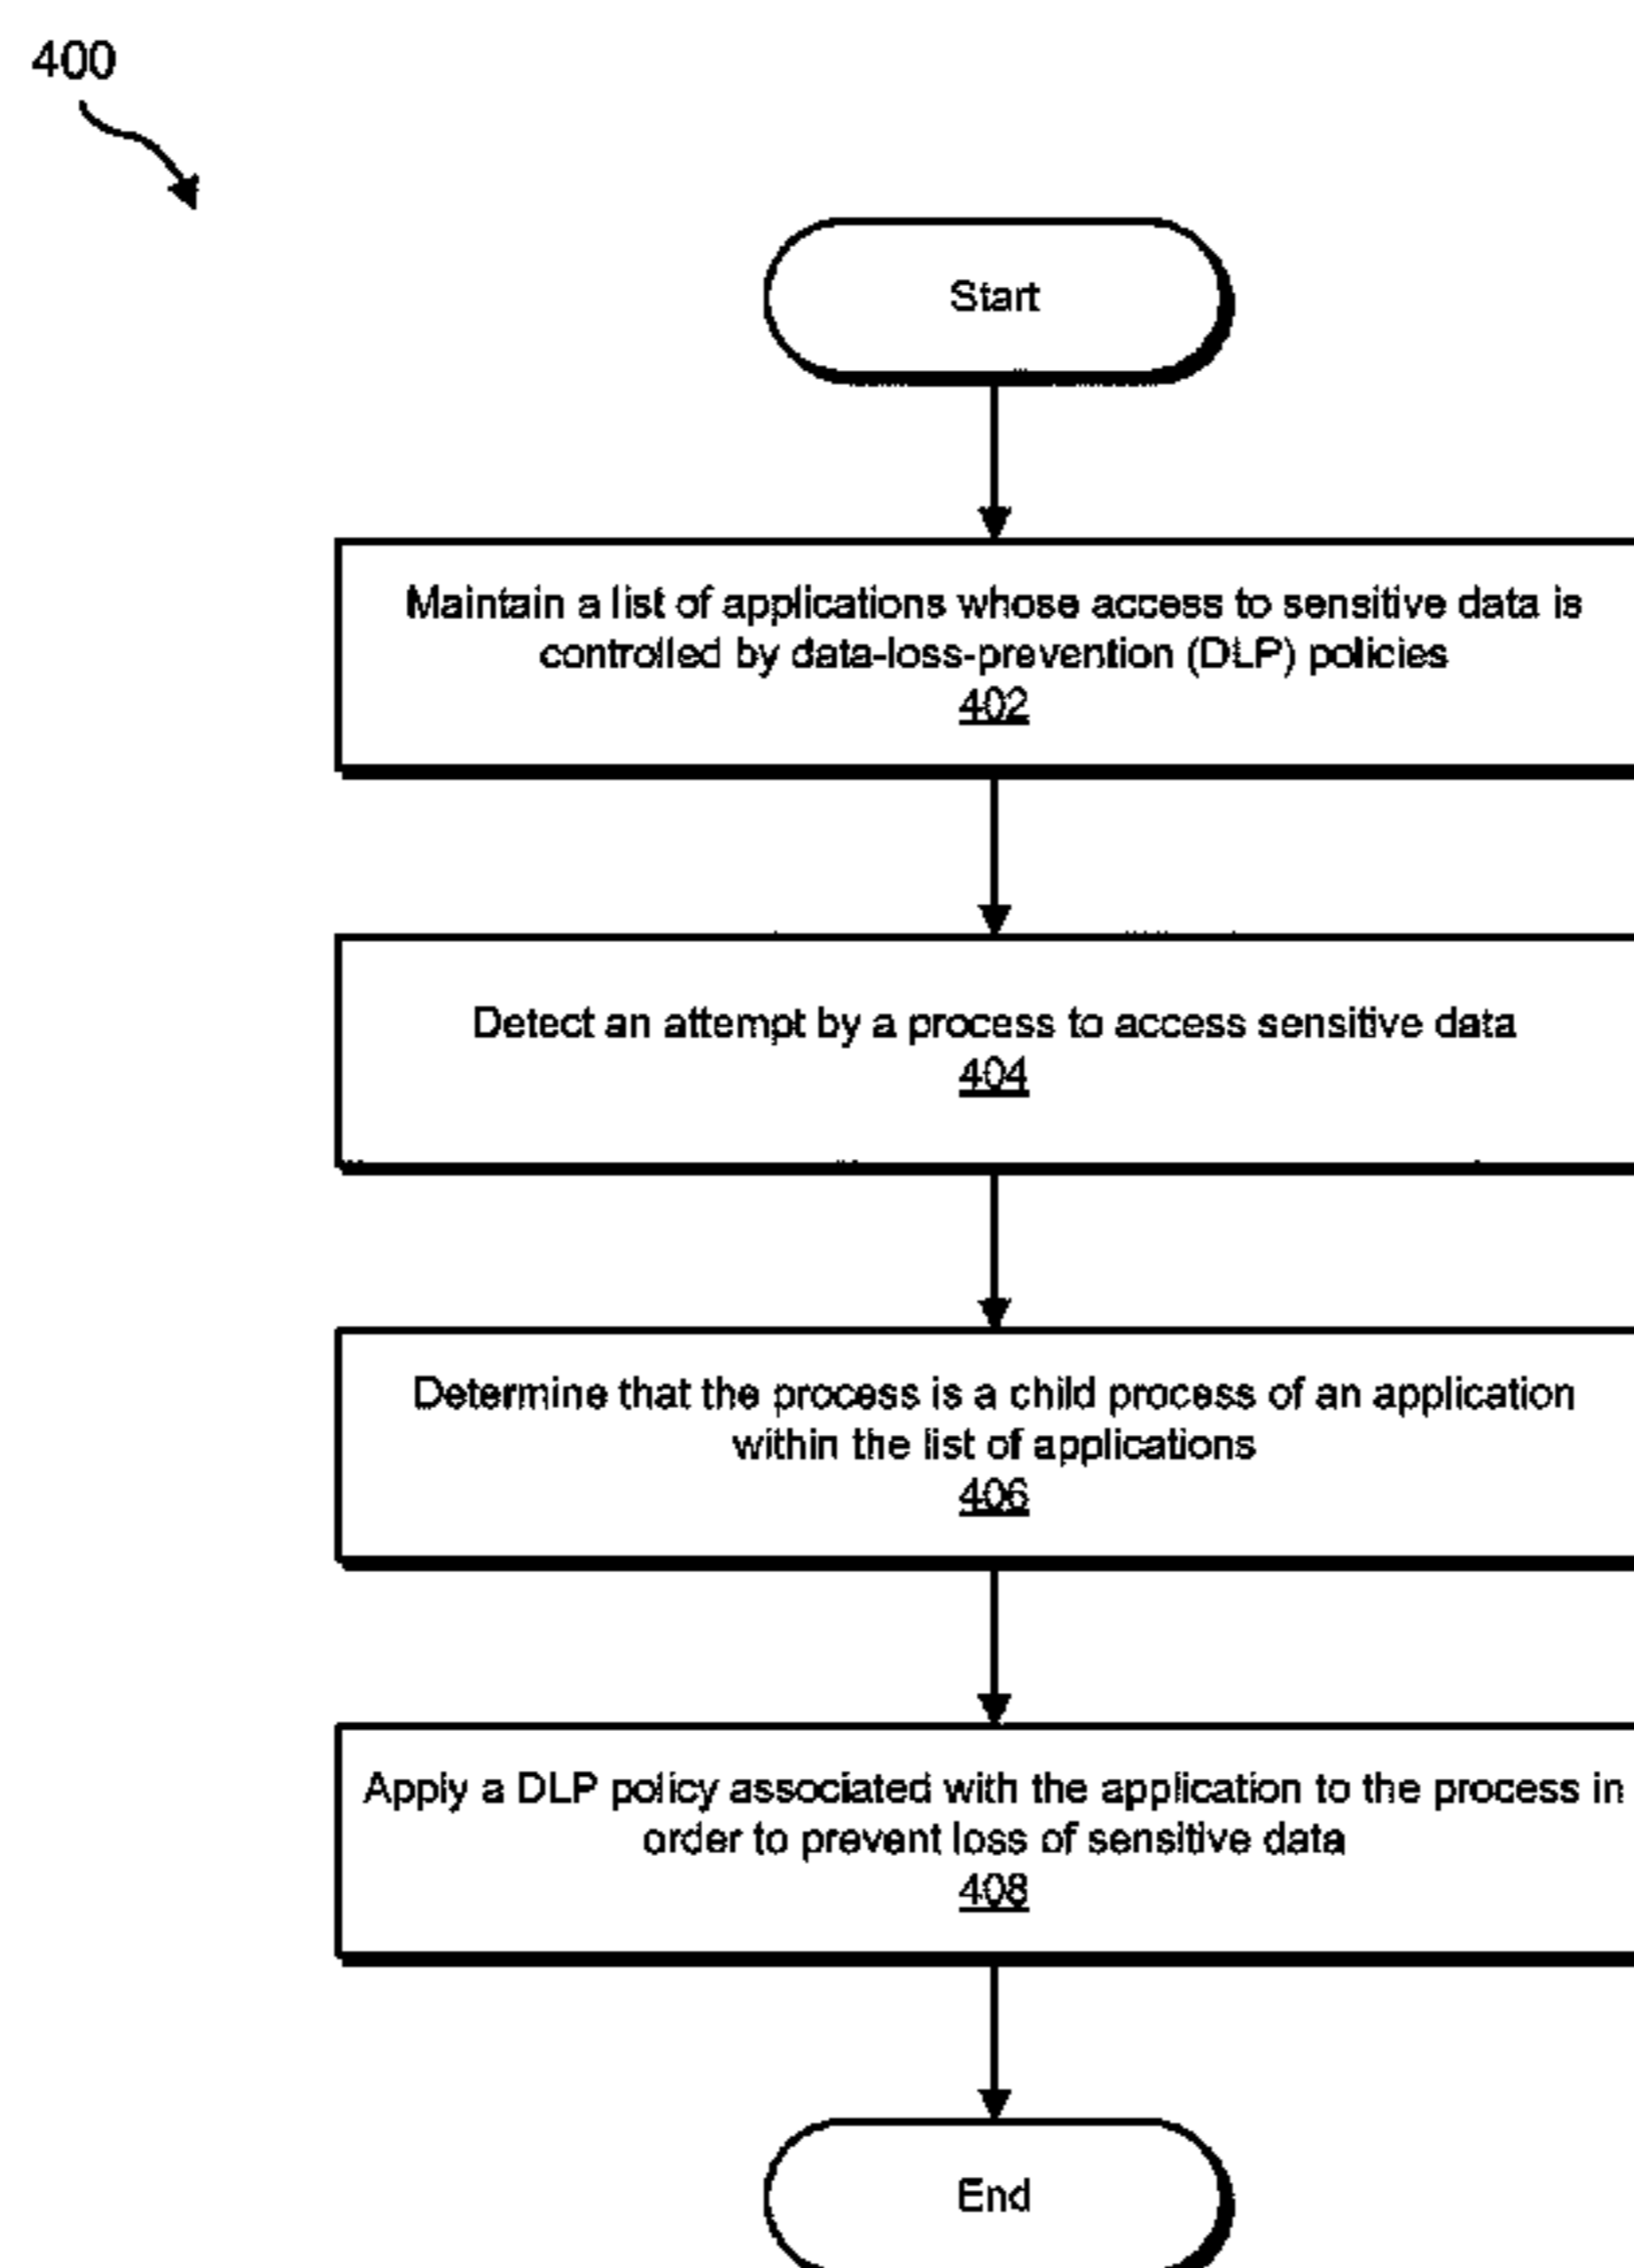 400
Start
Maintain a list of applications whose access to sensitive data is
controlled by data-loss-prevention (DLP) policies
402
Detect an attempt by a process to access sensitive data
404
Determine that the process is a child process of an application
within the list of applications
406
Apply a DLP policy associated with the application to the process in
order to prevent loss of sensitive data
408
End